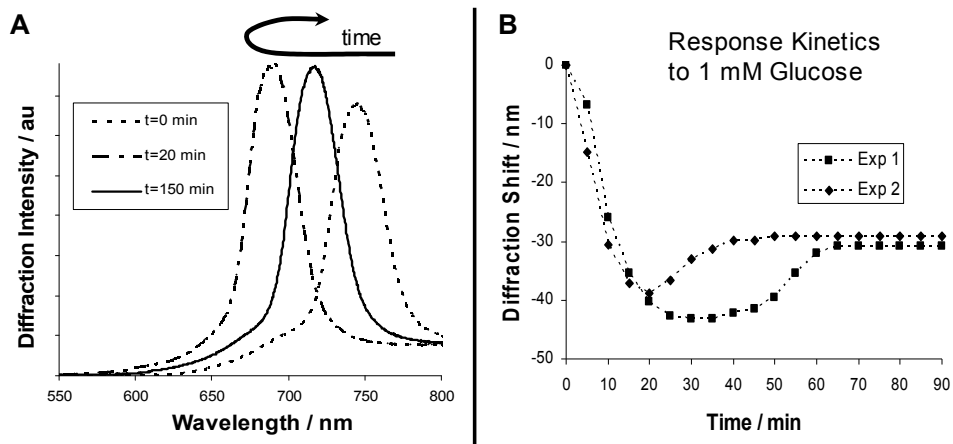 A
time
t=0 min
t=20 min
t=150 min
Diffraction Intensity / au
550 600 650 700 750 800
Wavelength / nm
B
Response Kinetics
to 1 mM Glucose
Exp 1
Exp 2
0
-10
-20
-30
-40
-50
Diffraction Shift / nm
0 10 20 30 40 50 60 70 80 90
Time / min